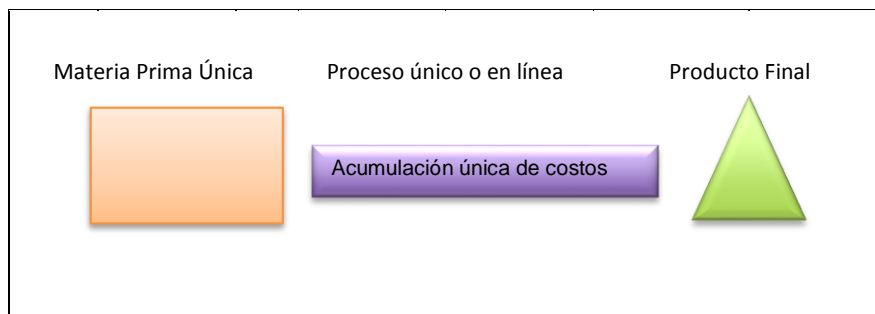 Materia Prima Única
Proceso único o en línea
Producto Final
Acumulación única de costos